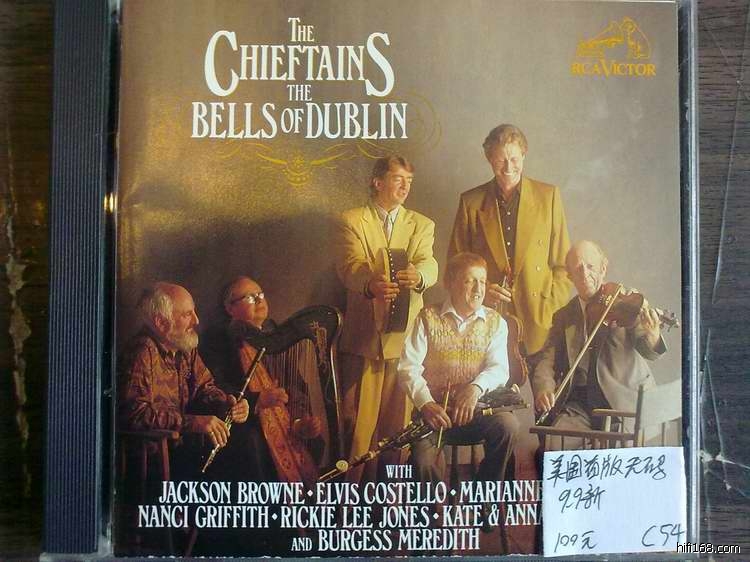 THE
CHIEFTAINS
THE
BELLS OF DUBLIN
RCA VICTOR
WITH
JACKSON BROWNE • ELVIS COSTELLO • MARIANNE
NANCI GRIFFITH • RICKIE LEE JONES • KATE & ANNA
AND BURGESS MEREDITH
美国首版无码
9.9新
109元 C54
hifi168.com